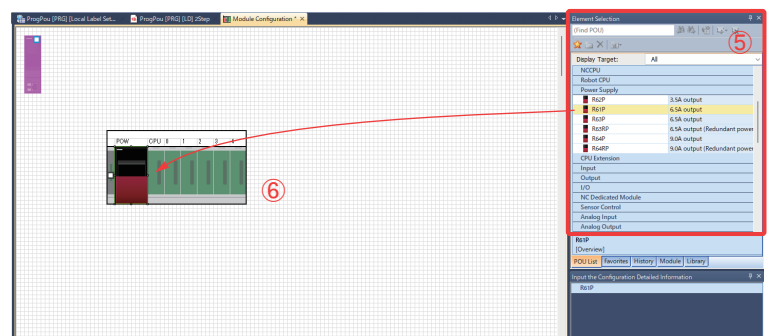 ProgPou [PRG] [Local Label Set...
ProgPou [PRG] [LD] 2Step
Module Configuration * ×
Element Selection
(Find POU)
⑤
Display Target:
All
NCCPU
Robot CPU
Power Supply
R62P 3.5A output
R61P 6.5A output
R63P 6.5A output
R63RP 6.5A output (Redundant power
R64P 9.0A output
R64RP 9.0A output (Redundant power
CPU Extension
Input
Output
I/O
NC Dedicated Module
Sensor Control
Analog Input
Analog Output
R61P
[Overview]
POU List Favorites History Module Library
Input the Configuration Detailed Information
R61P
POW CPU 0 1 2 3 4
⑥